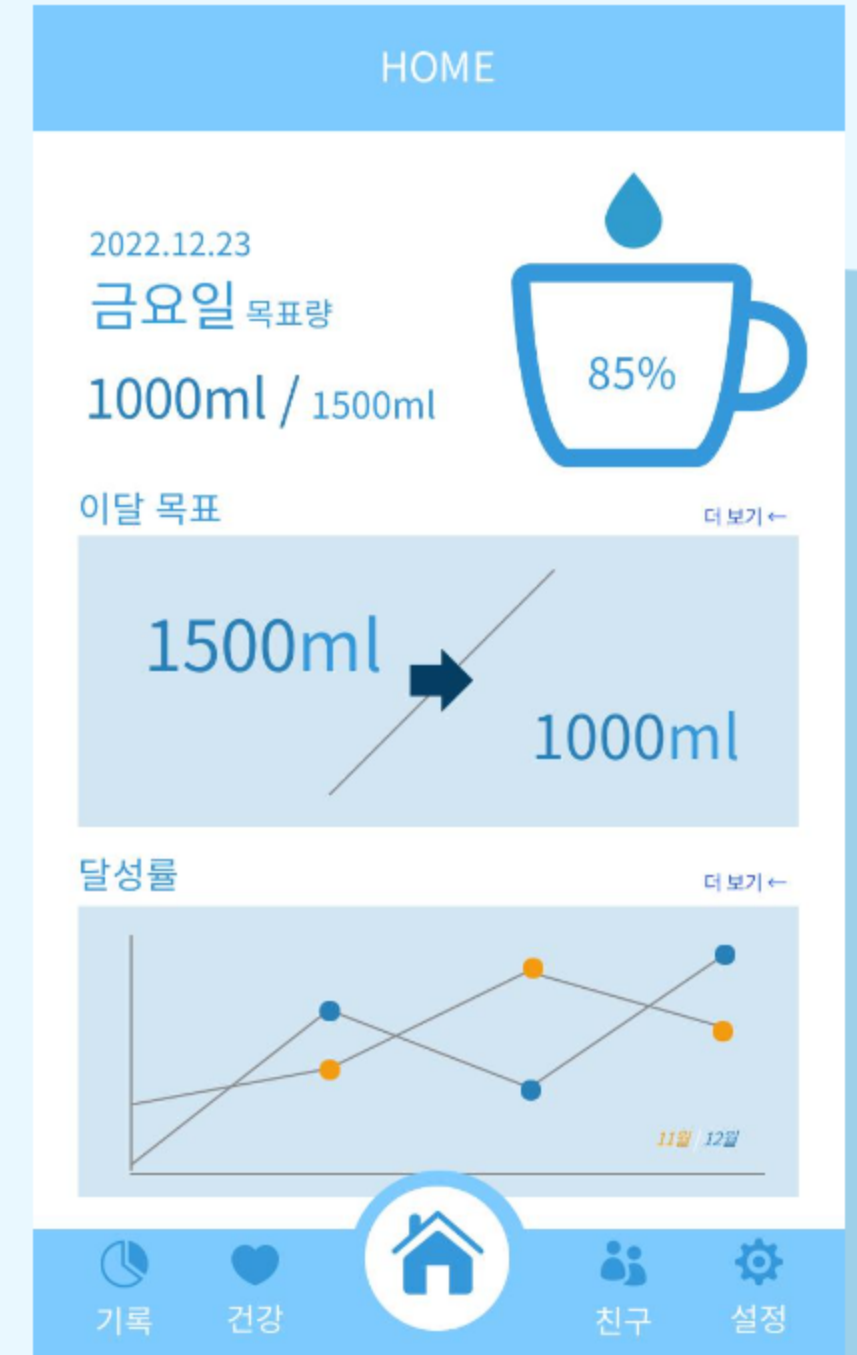 HOME
2022.12.23
금요일 목표량
1000ml / 1500ml
85%
이달 목표
더 보기 ←
1500ml
1000ml
달성률
더 보기 ←
11월 / 12월
기록
건강
친구
설정